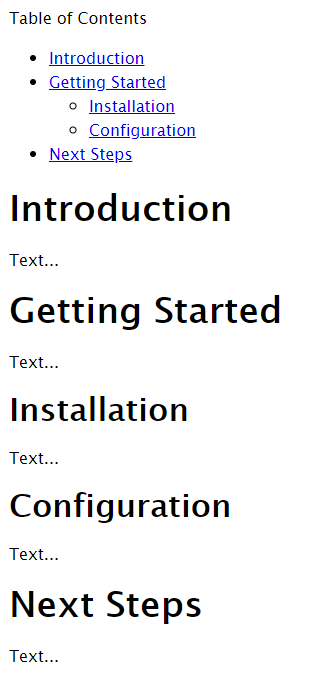 Table of Contents
Introduction
Getting Started
Installation
Configuration
Next Steps
Introduction
Text...
Getting Started
Text...
Installation
Text...
Configuration
Text...
Next Steps
Text...